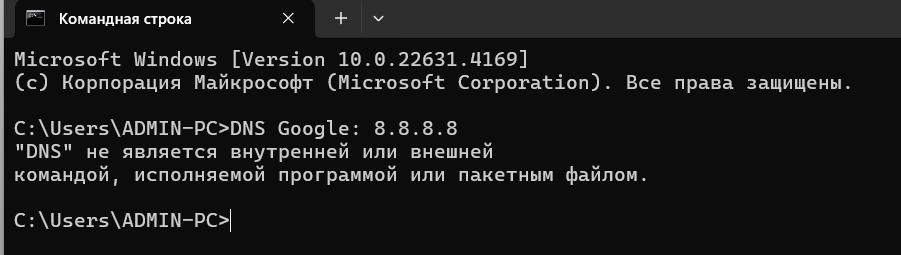 Командная строка
Microsoft Windows [Version 10.0.22631.4169]
(c) Корпорация Майкрософт (Microsoft Corporation). Все права защищены.
C:\Users\ADMIN-PC>DNS Google: 8.8.8.8
"DNS" не является внутренней или внешней
командой, исполняемой программой или пакетным файлом.
C:\Users\ADMIN-PC>